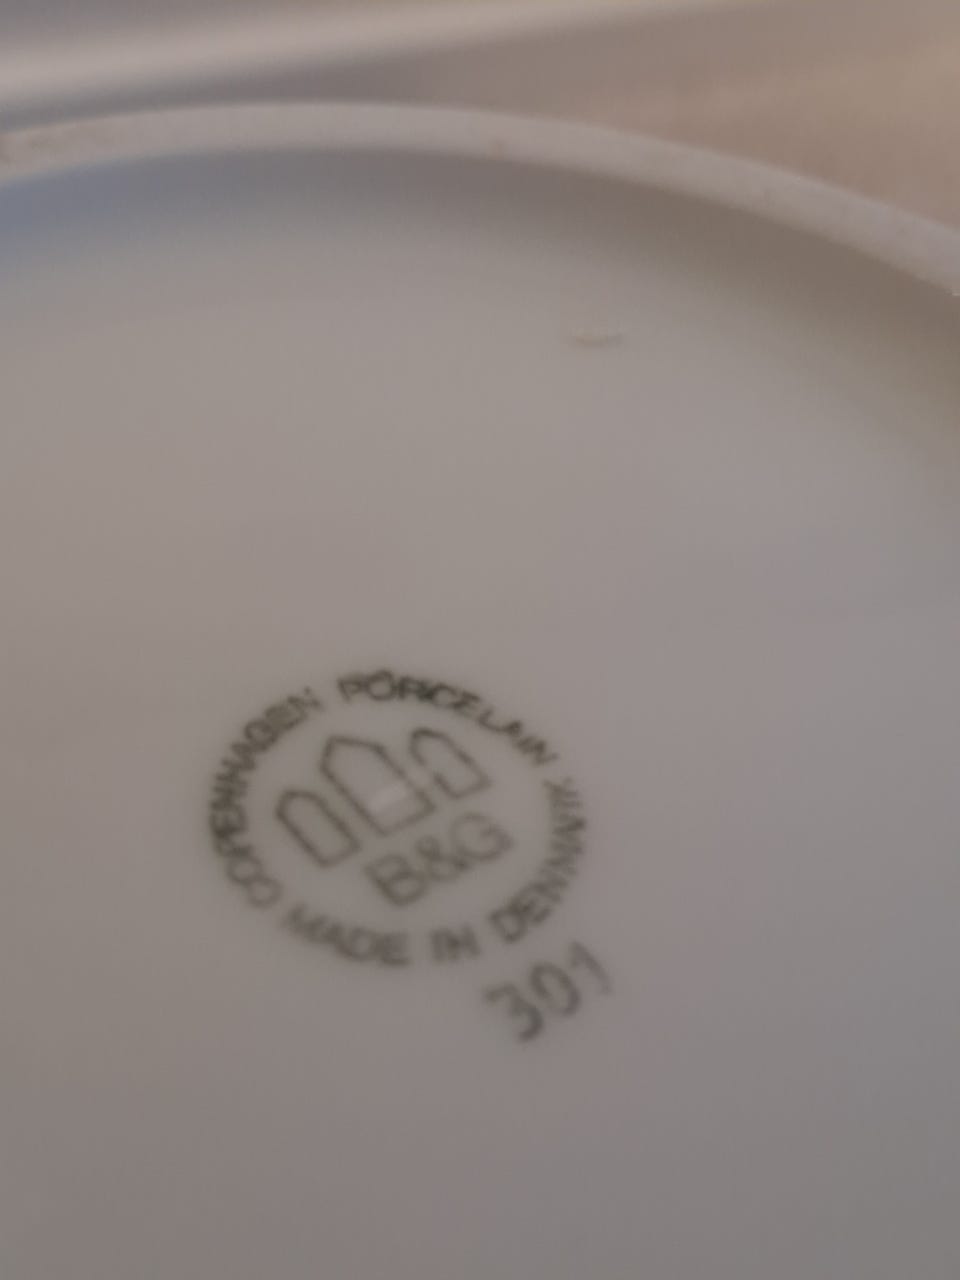 COPENHAGEN PORCELAIN
B&G
MADE IN DENMARK
301